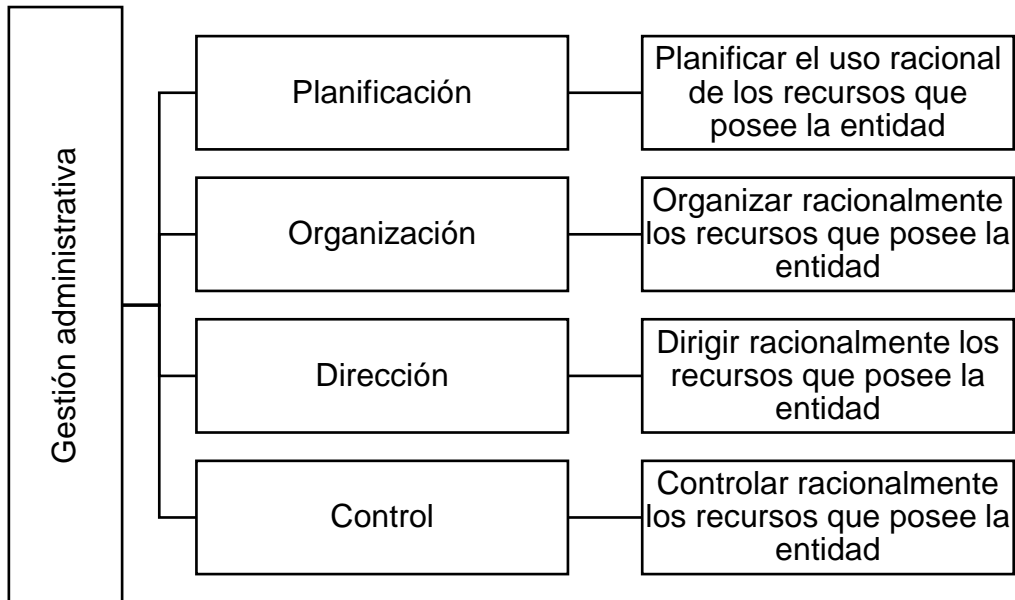 Gestión administrativa
Planificación
Planificar el uso racional
de los recursos que
posee la entidad
Organización
Organizar racionalmente
los recursos que posee la
entidad
Dirección
Dirigir racionalmente los
recursos que posee la
entidad
Control
Controlar racionalmente
los recursos que posee la
entidad